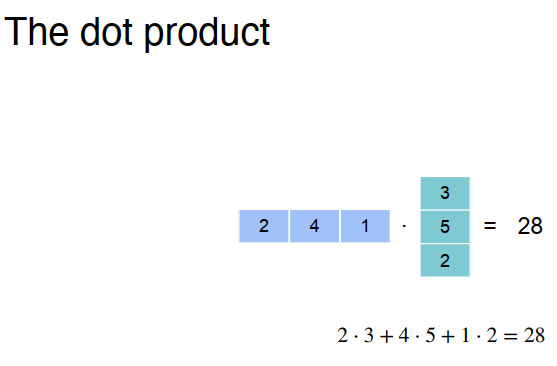 The dot product
3
2 4 1 · 5 = 28
2
2 · 3 + 4 · 5 + 1 · 2 = 28